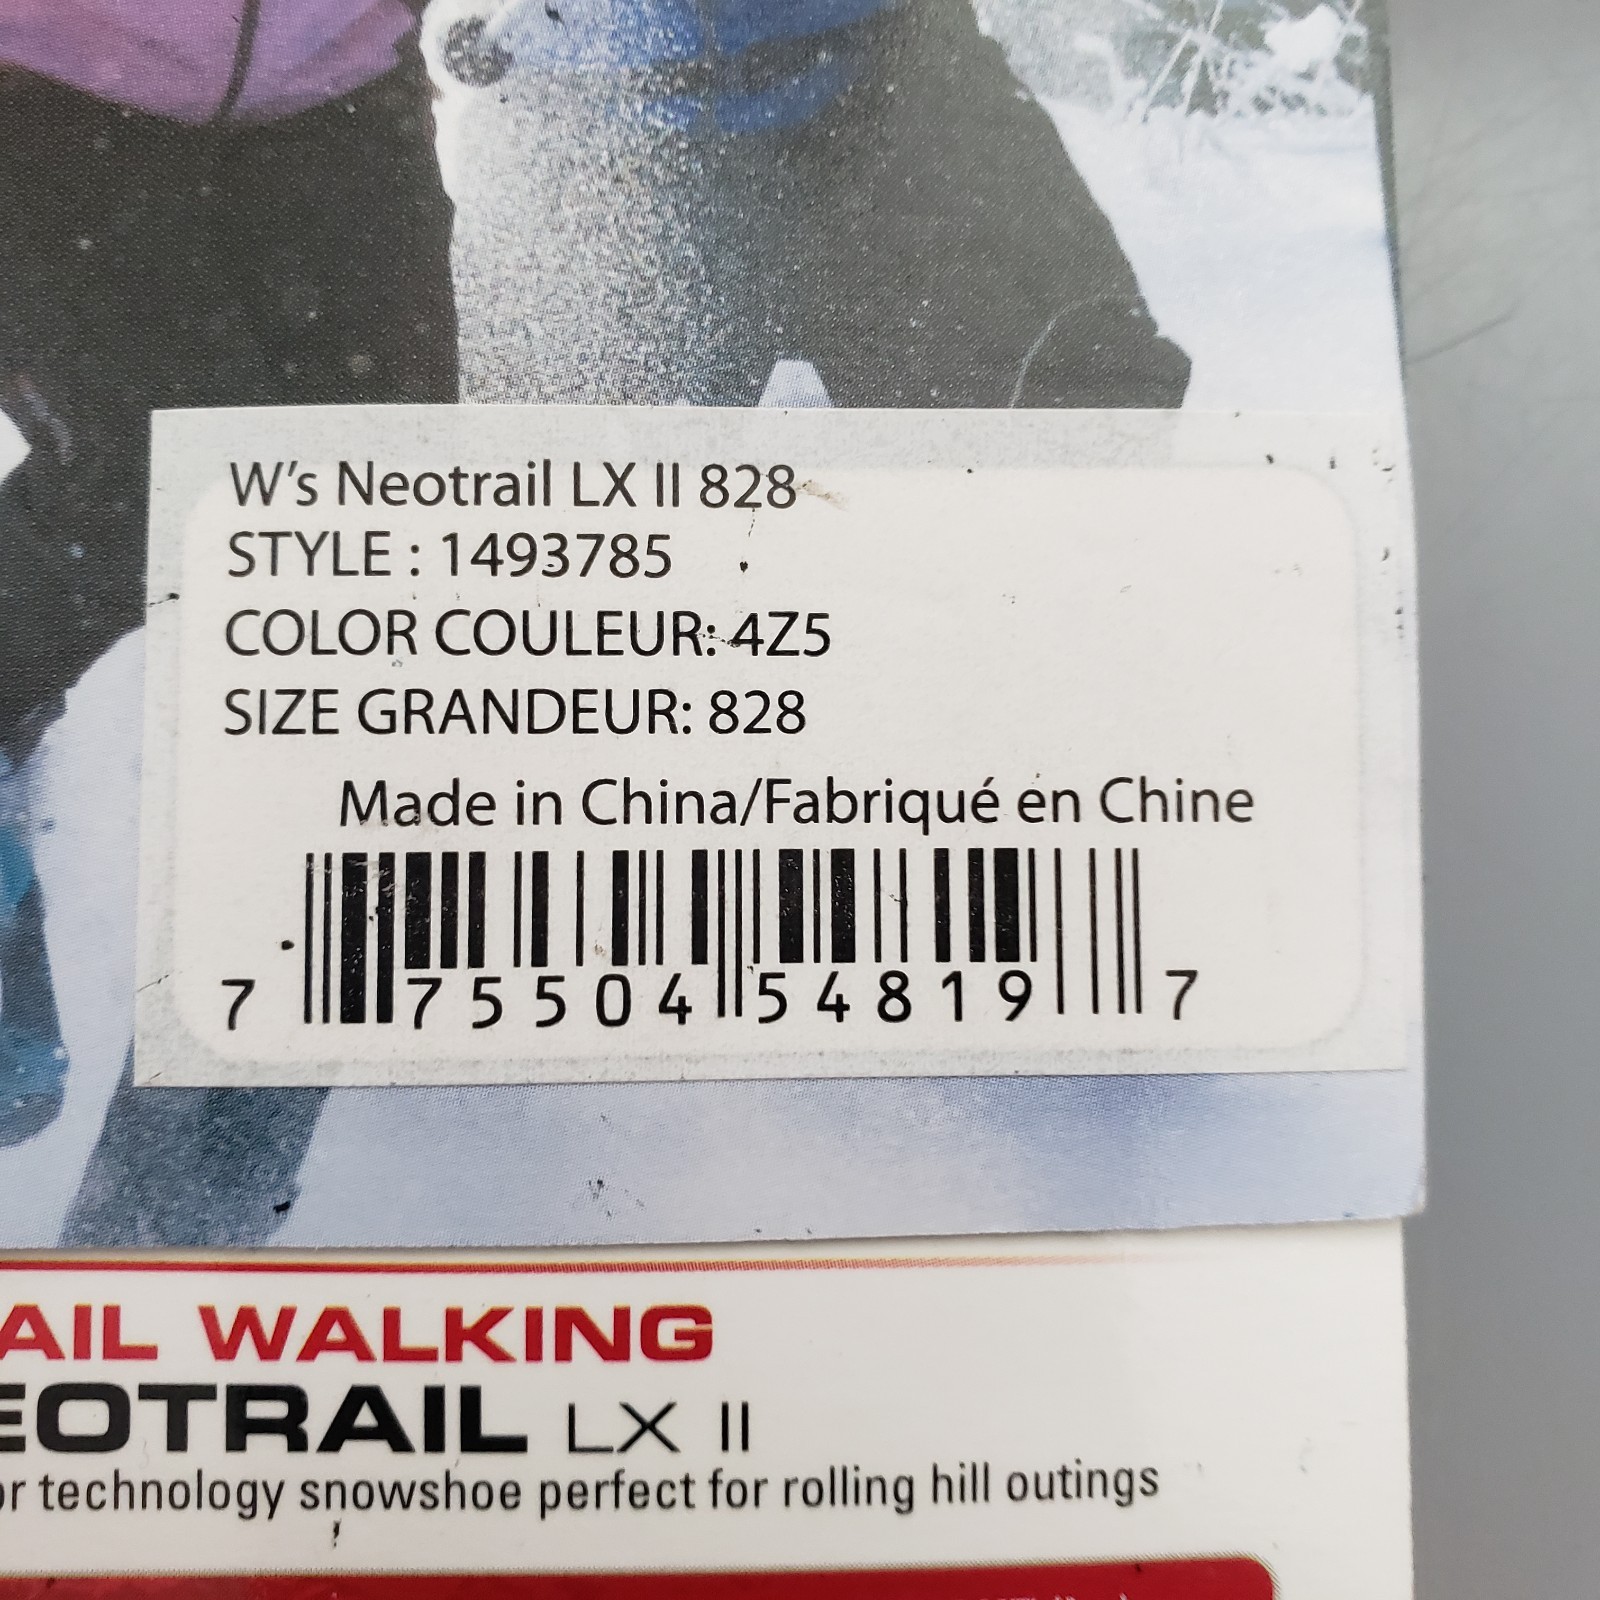 W's Neotrail LX II 828
STYLE : 1493785
COLOR COULEUR: 4Z5
SIZE GRANDEUR: 828
Made in China/Fabriqué en Chine
7 75504 54819 7
AIL WALKING
EOTRAIL LX II
or technology snowshoe perfect for rolling hill outings